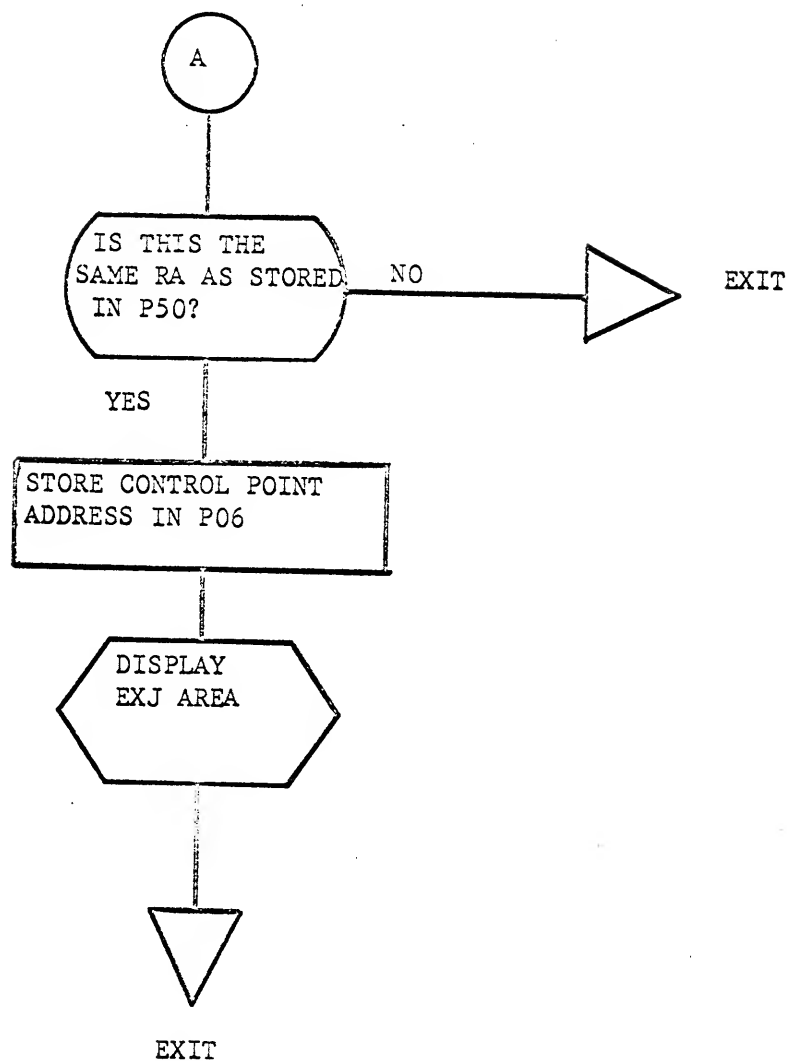 A
IS THIS THE
SAME RA AS STORED
IN P50?
NO
EXIT
YES
STORE CONTROL POINT
ADDRESS IN P06
DISPLAY
EXJ AREA
EXIT